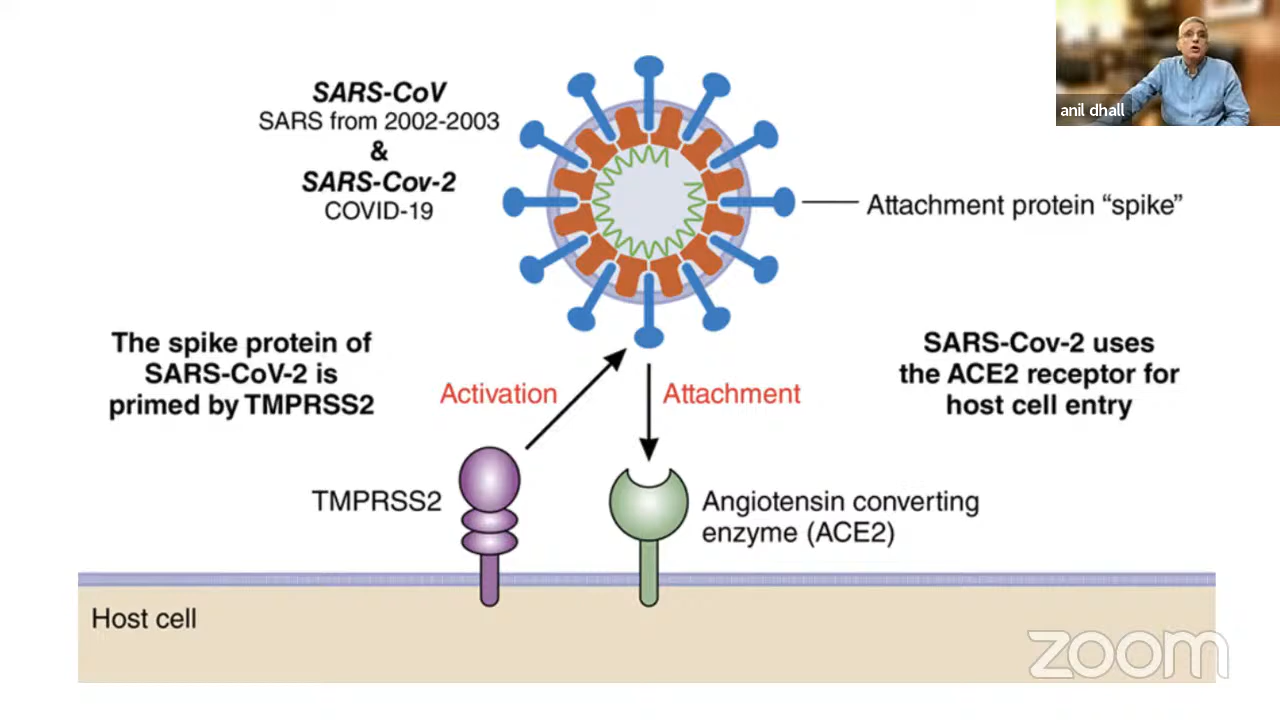 SARS-CoV
SARS from 2002-2003
&
SARS-Cov-2
COVID-19
anil dhall
Attachment protein “spike”
The spike protein of
SARS-CoV-2 is
primed by TMPRSS2
Activation
Attachment
SARS-Cov-2 uses
the ACE2 receptor for
host cell entry
TMPRSS2
Angiotensin converting
enzyme (ACE2)
Host cell
zoom